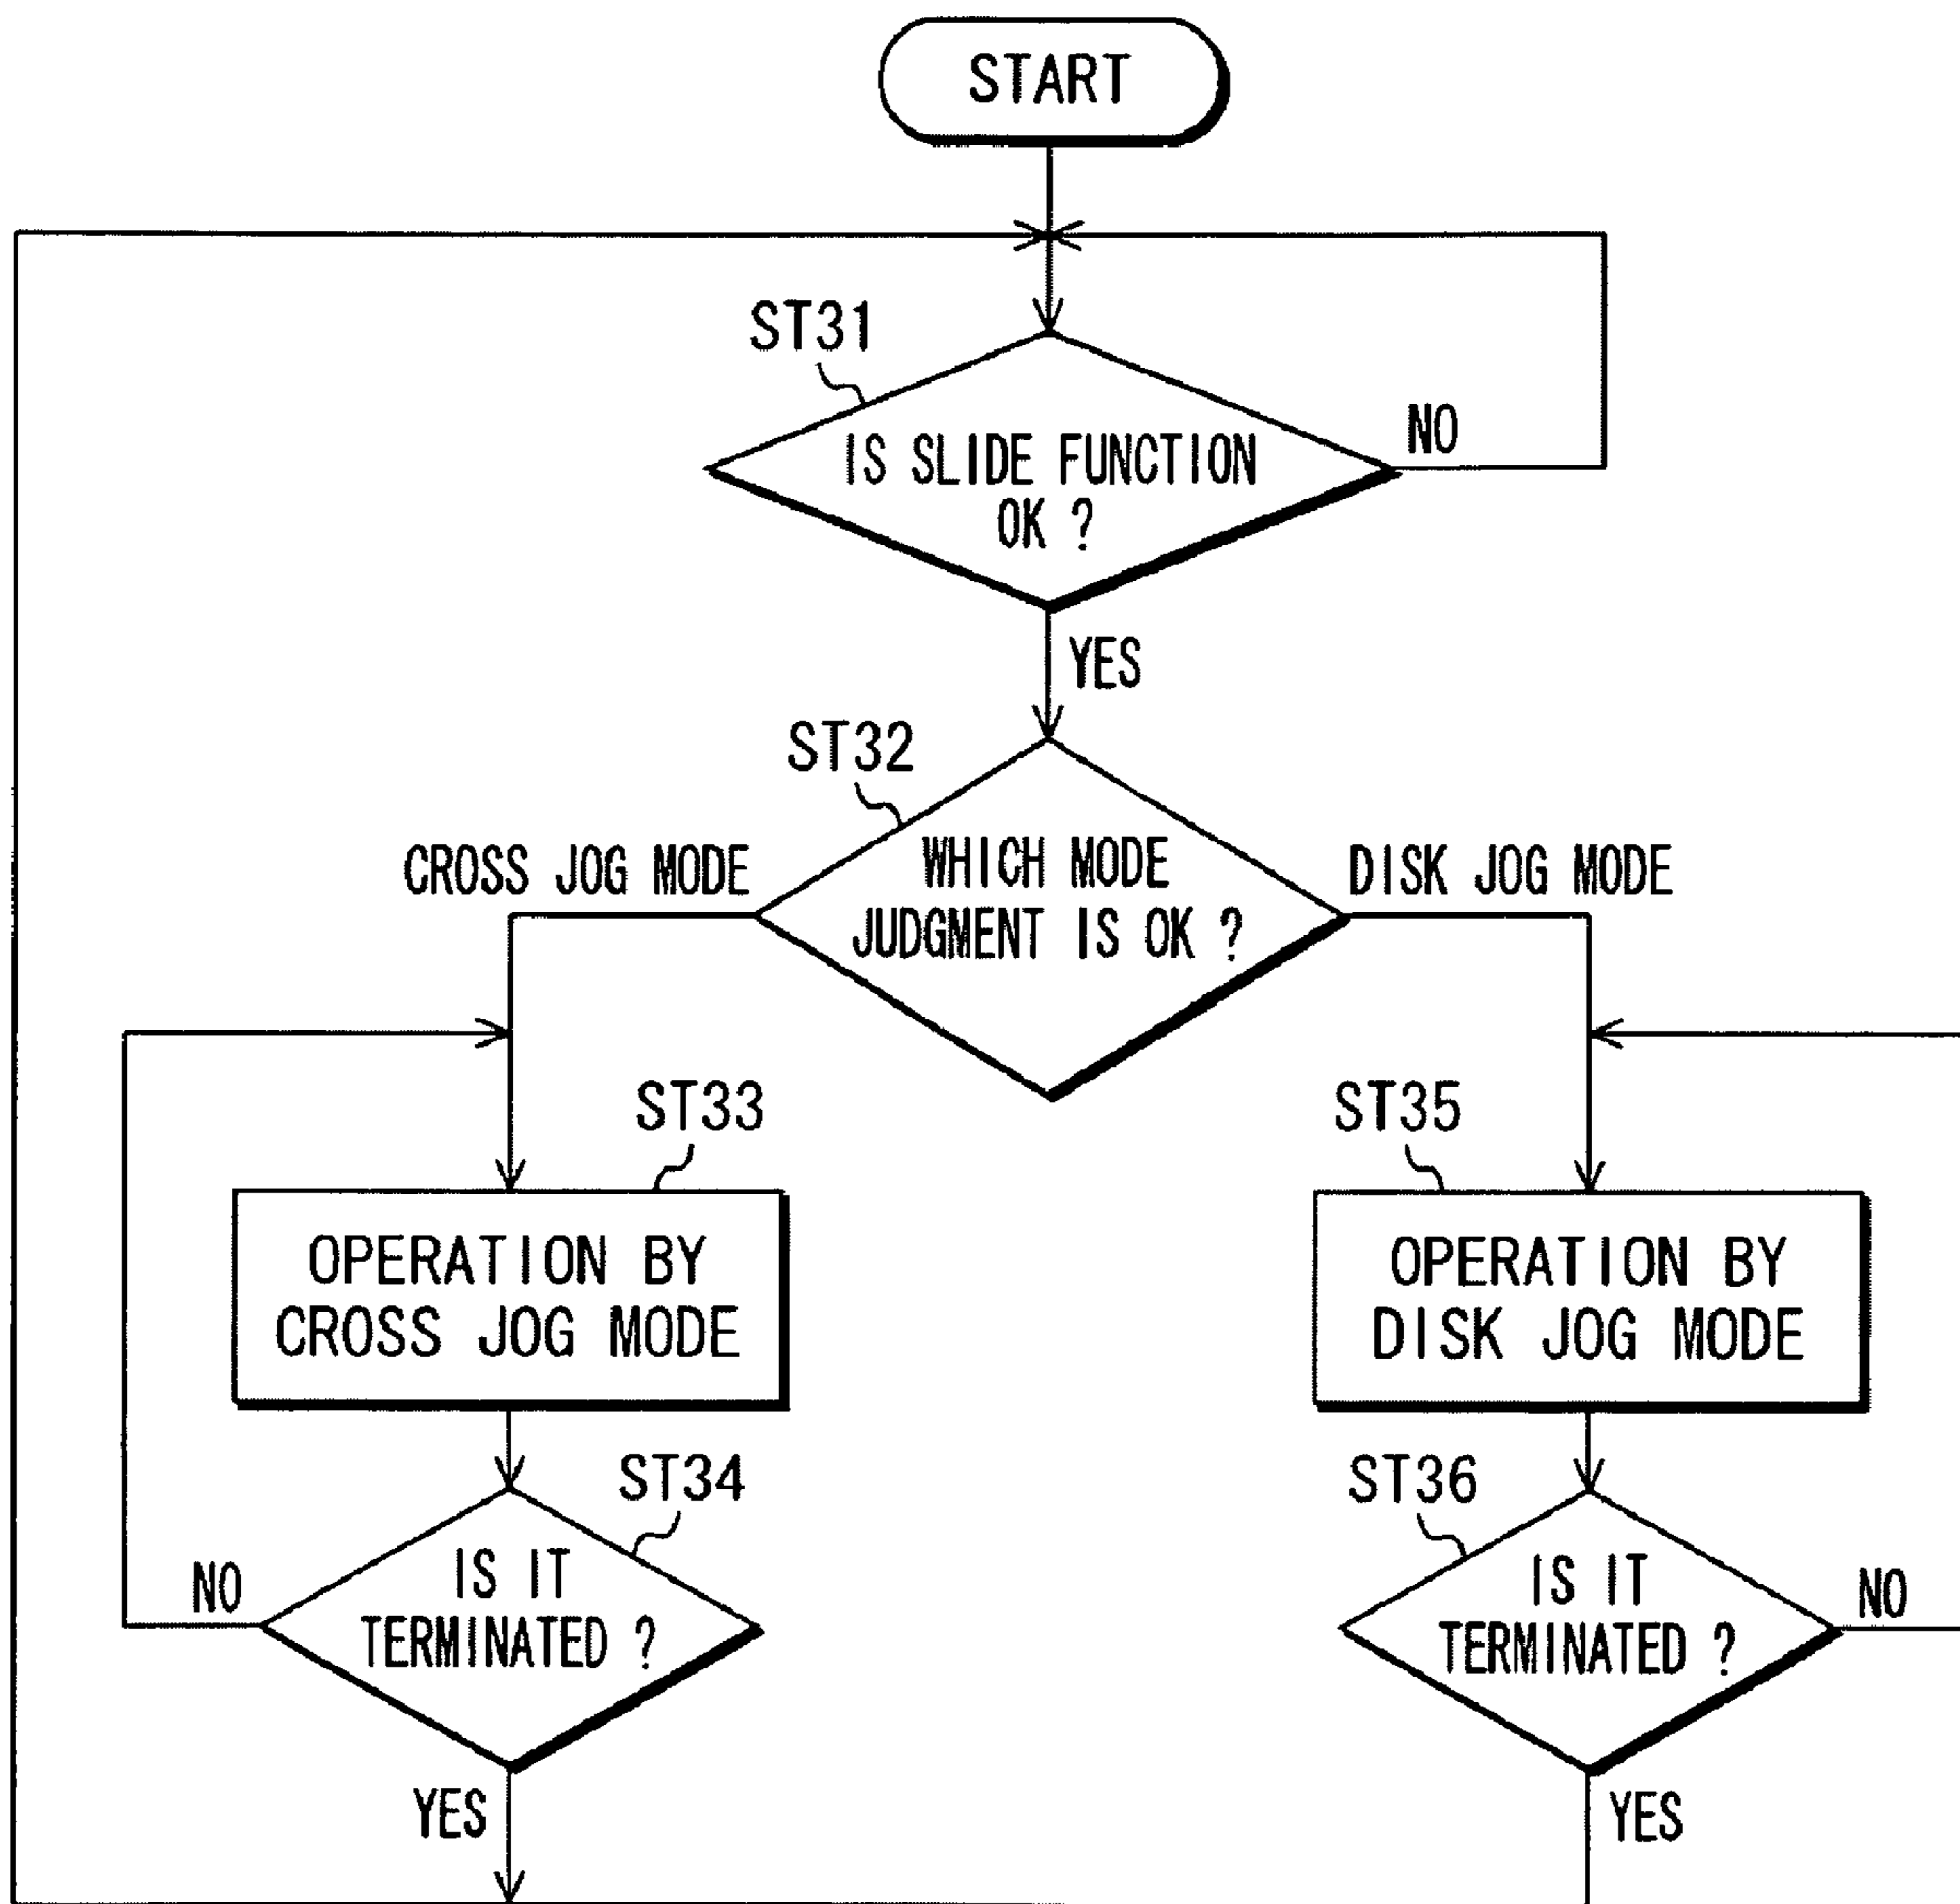 START
ST31
IS SLIDE FUNCTION
OK ?
NO
YES
ST32
WHICH MODE
JUDGMENT IS OK ?
CROSS JOG MODE
DISK JOG MODE
ST33
OPERATION BY
CROSS JOG MODE
ST35
OPERATION BY
DISK JOG MODE
ST34
IS IT
TERMINATED ?
NO
YES
ST36
IS IT
TERMINATED ?
NO
YES